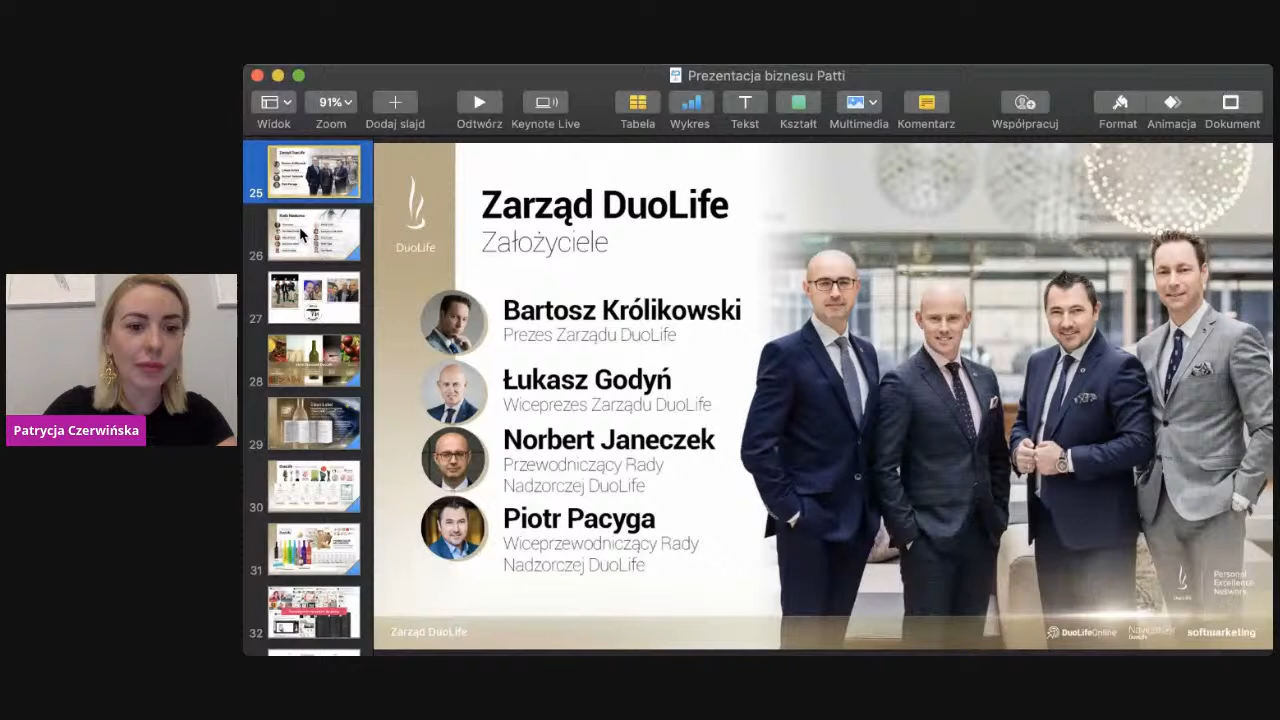 Prezentacja biznesu Patti
91%
Widok
Zoom
Dodaj slajd
Odtwórz
Keynote Live
Tabela
Wykres
Tekst
Kształt
Multimedia
Komentarz
Współpracuj
Format
Animacja
Dokument
25
26
27
28
29
30
31
32
DuoLife
Zarząd DuoLife
Założyciele
Bartosz Królikowski
Prezes Zarządu DuoLife
Łukasz Godyń
Wiceprezes Zarządu DuoLife
Norbert Janeczek
Przewodniczący Rady
Nadzorczej DuoLife
Piotr Pacyga
Wiceprzewodniczący Rady
Nadzorczej DuoLife
Patrycja Czerwińska
DuoLife
Personal
Excellence
Network
Zarząd DuoLife
DuoLifeOnline
softmarketing